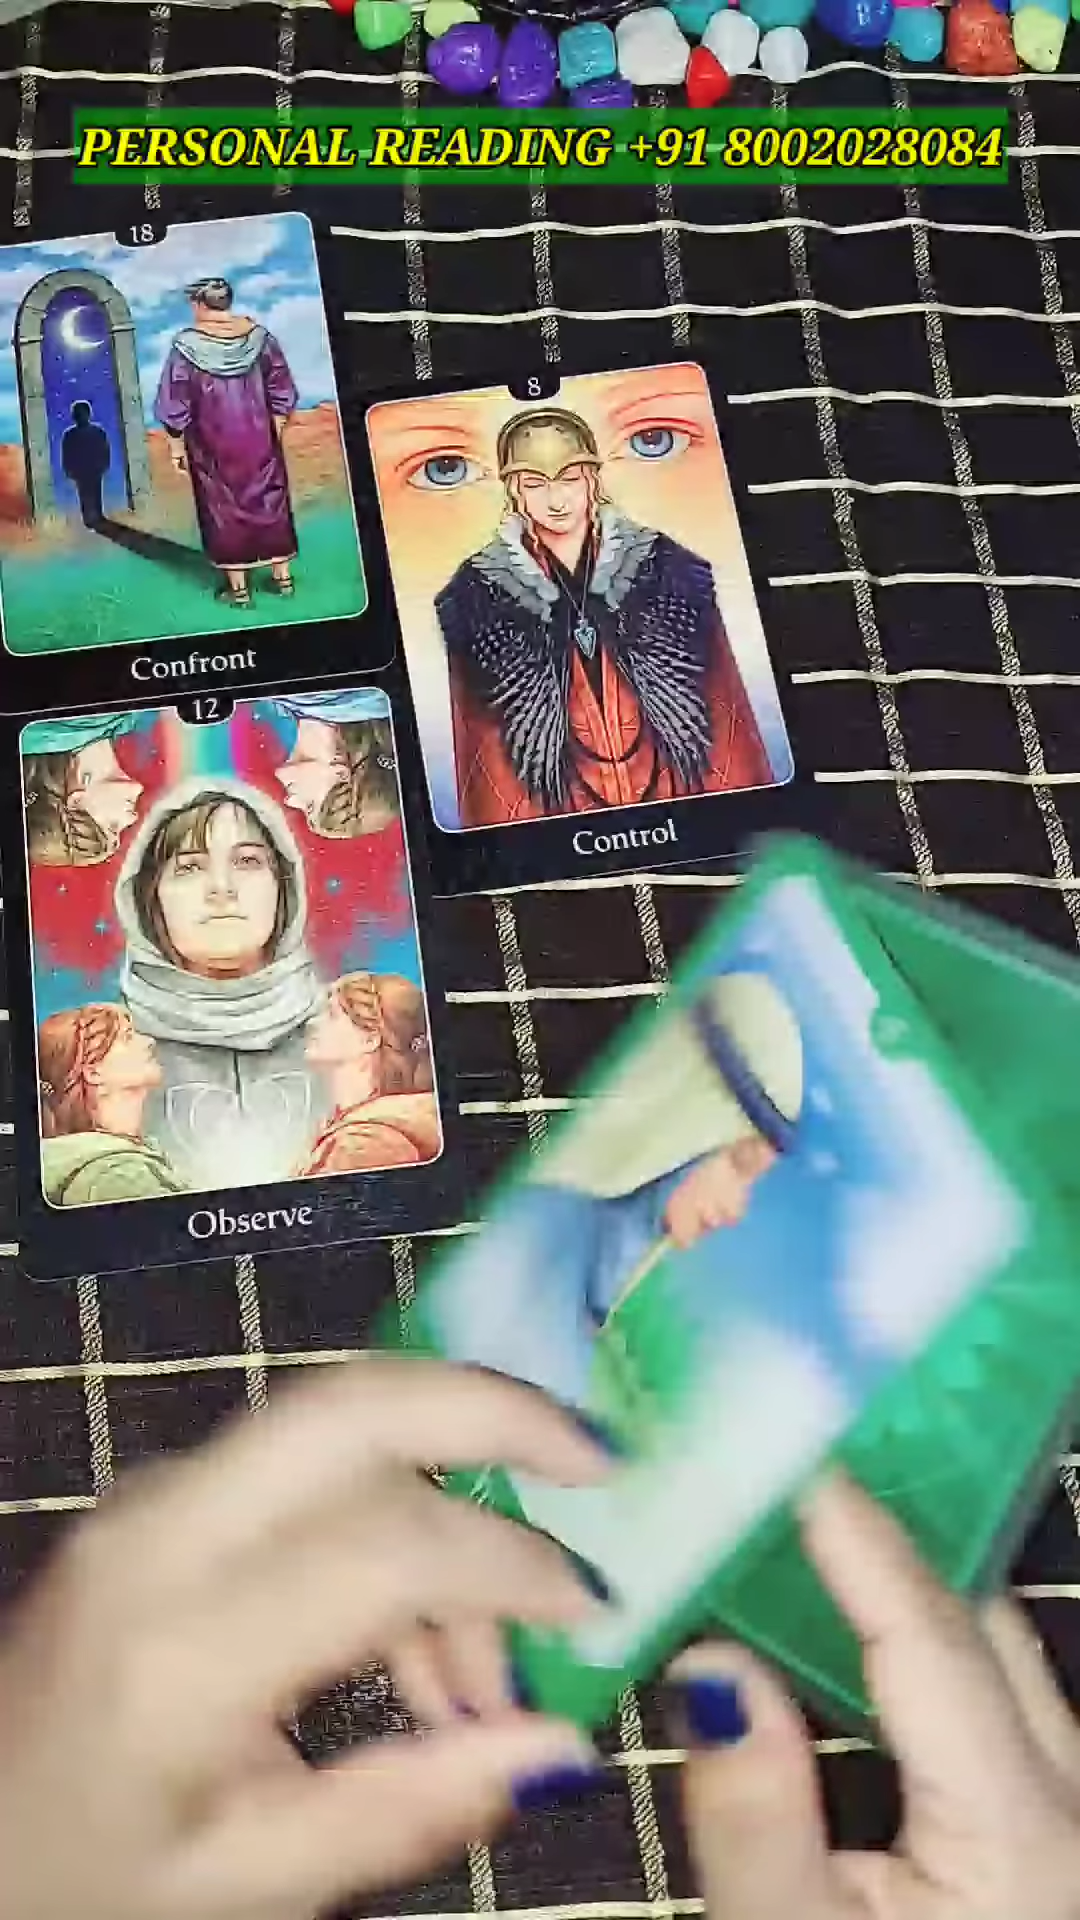 PERSONAL READING +91 8002028084
18
Confront
8
Control
12
Observe